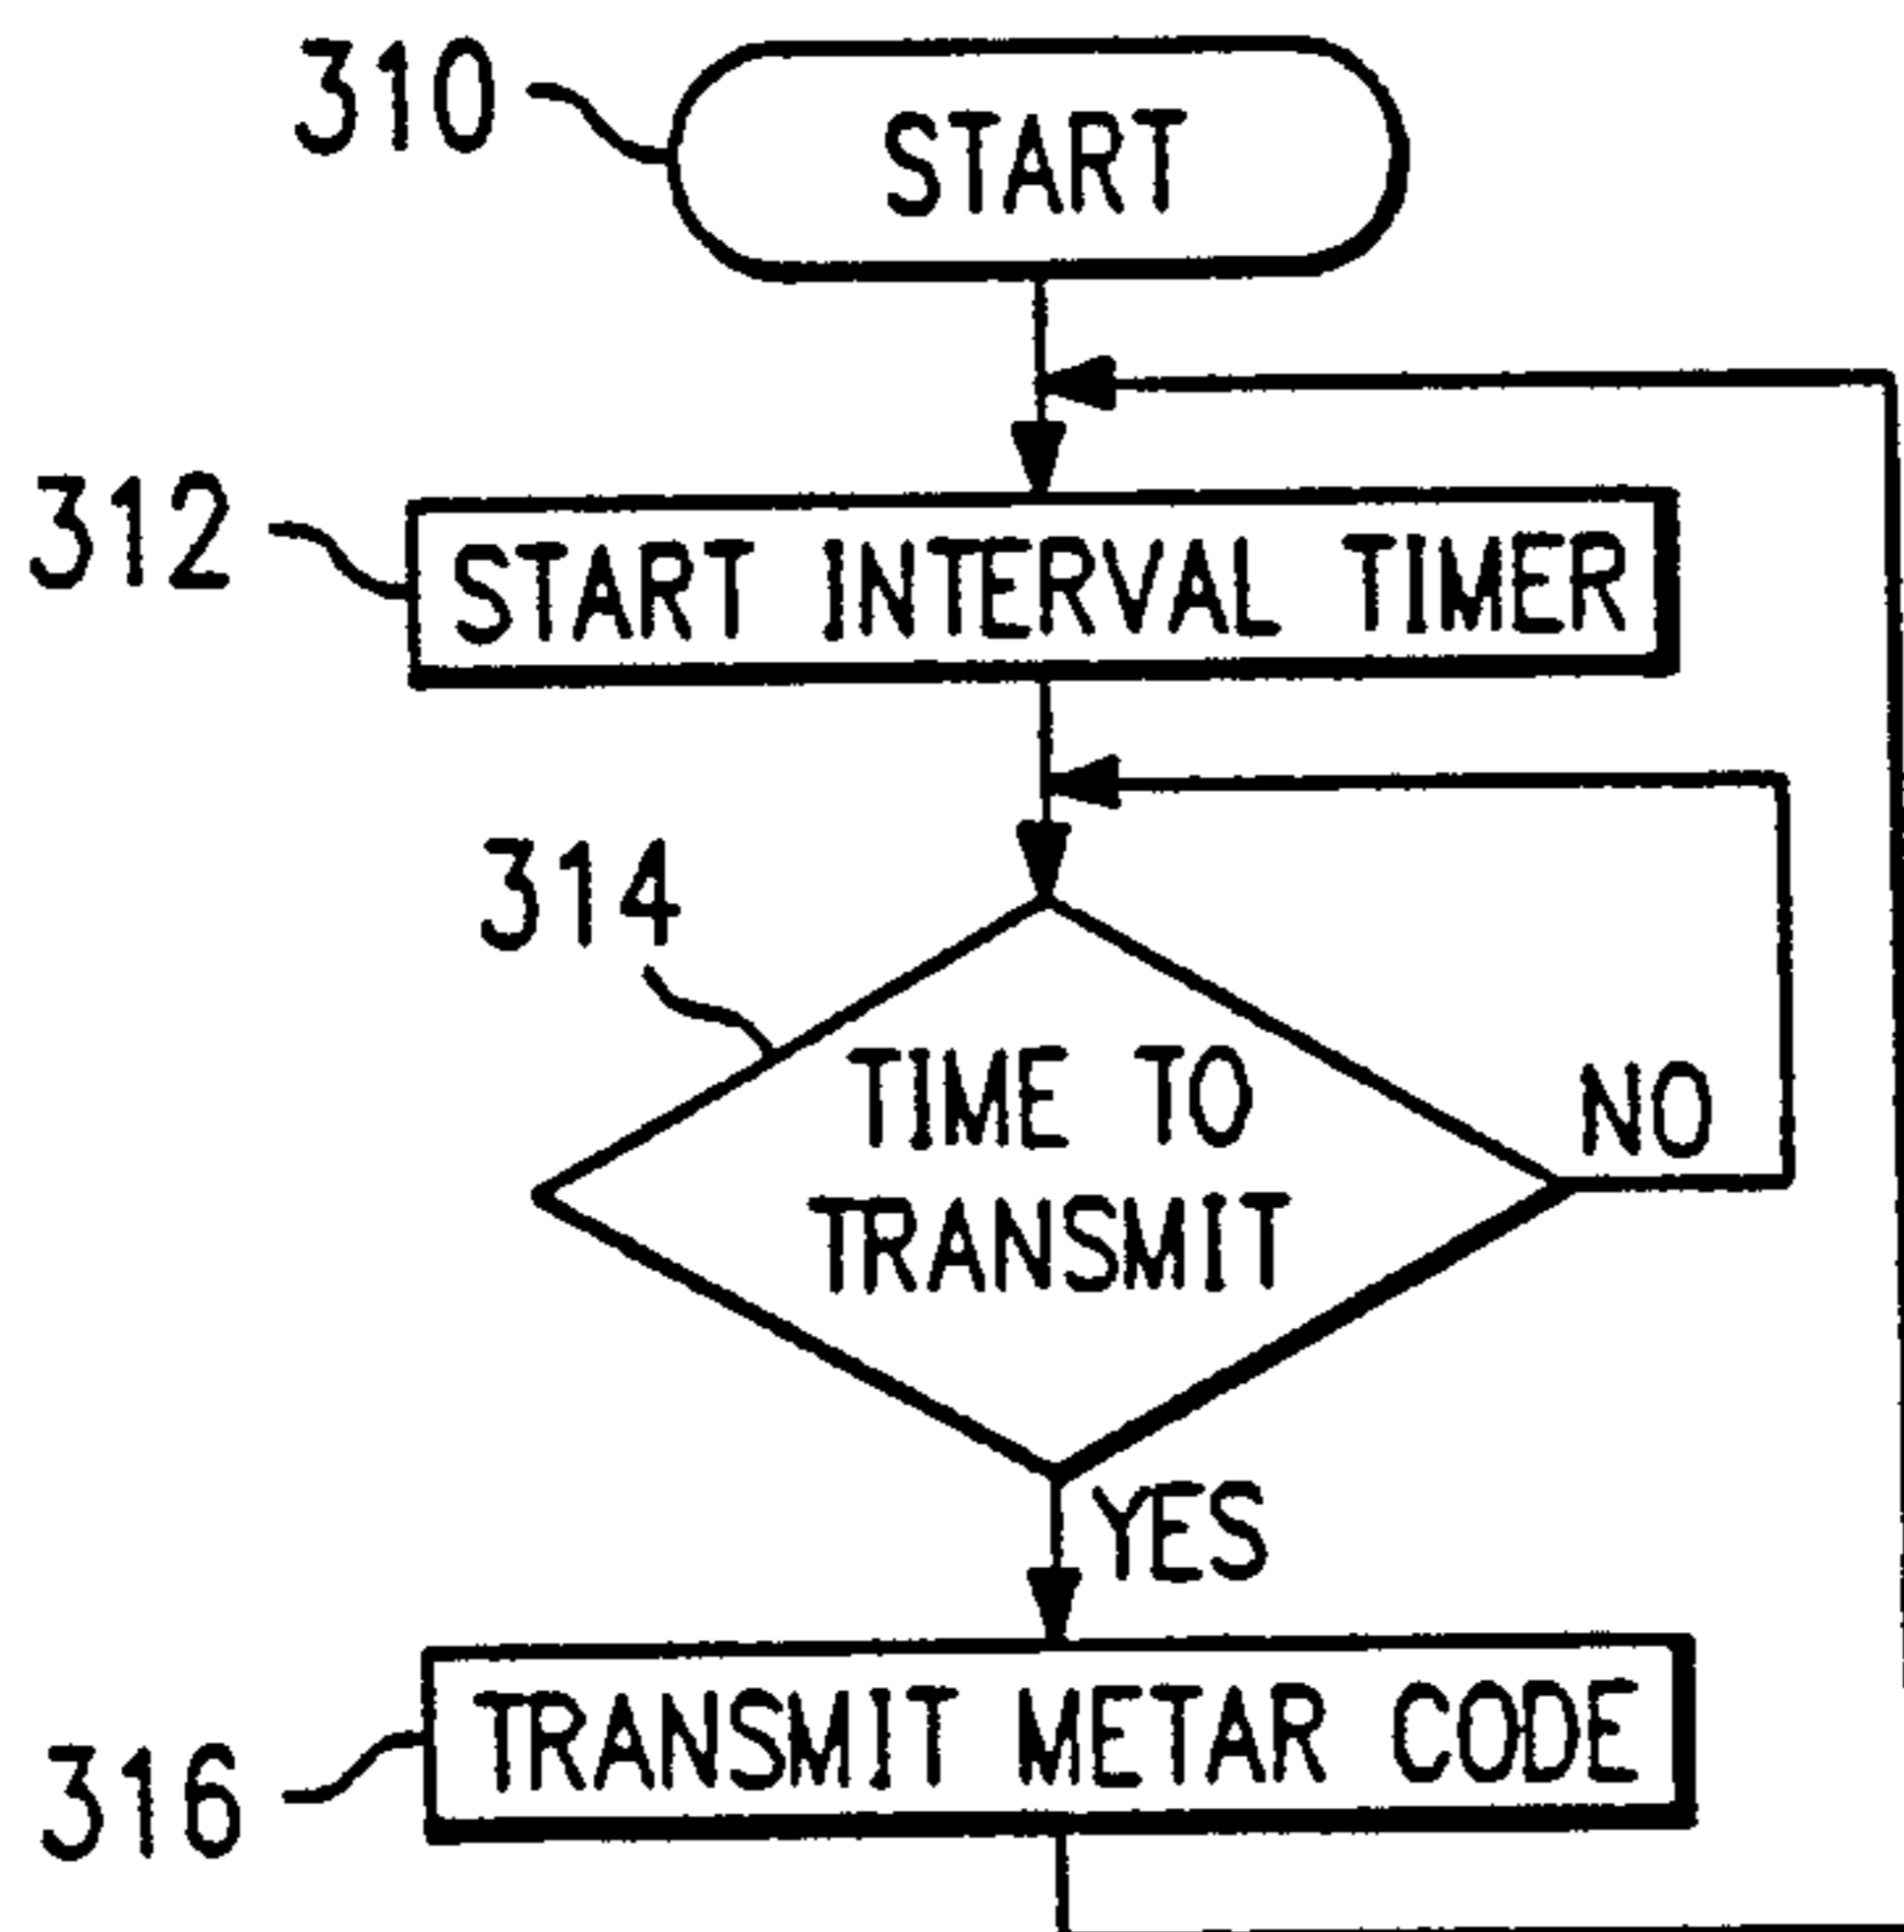 310
START
312
START INTERVAL TIMER
314
TIME TO
TRANSMIT
NO
YES
TRANSMIT METAR CODE
316